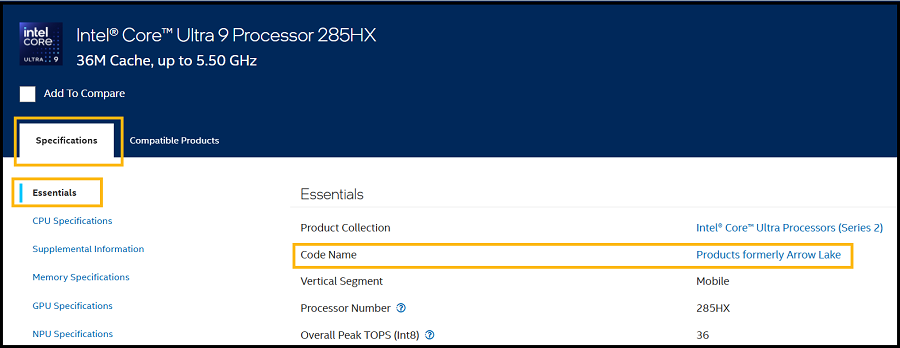 intel
CORE
ULTRA 9
Intel® Core™ Ultra 9 Processor 285HX
36M Cache, up to 5.50 GHz
Add To Compare
Specifications
Compatible Products
Essentials
CPU Specifications
Supplemental Information
Memory Specifications
GPU Specifications
NPU Specifications
Essentials
Product Collection Intel® Core™ Ultra Processors (Series 2)
Code Name Products formerly Arrow Lake
Vertical Segment Mobile
Processor Number ? 285HX
Overall Peak TOPS (Int8) ? 36